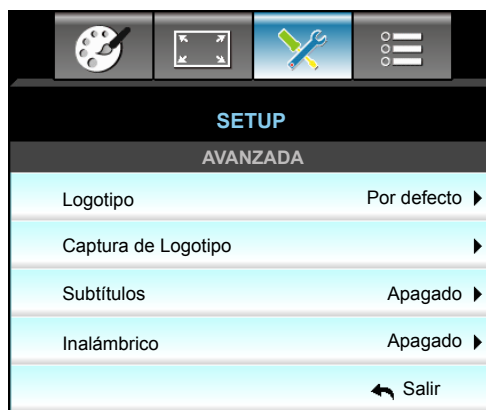 SETUP
AVANZADA
Logotipo Por defecto
Captura de Logotipo
Subtítulos Apagado
Inalámbrico Apagado
Salir